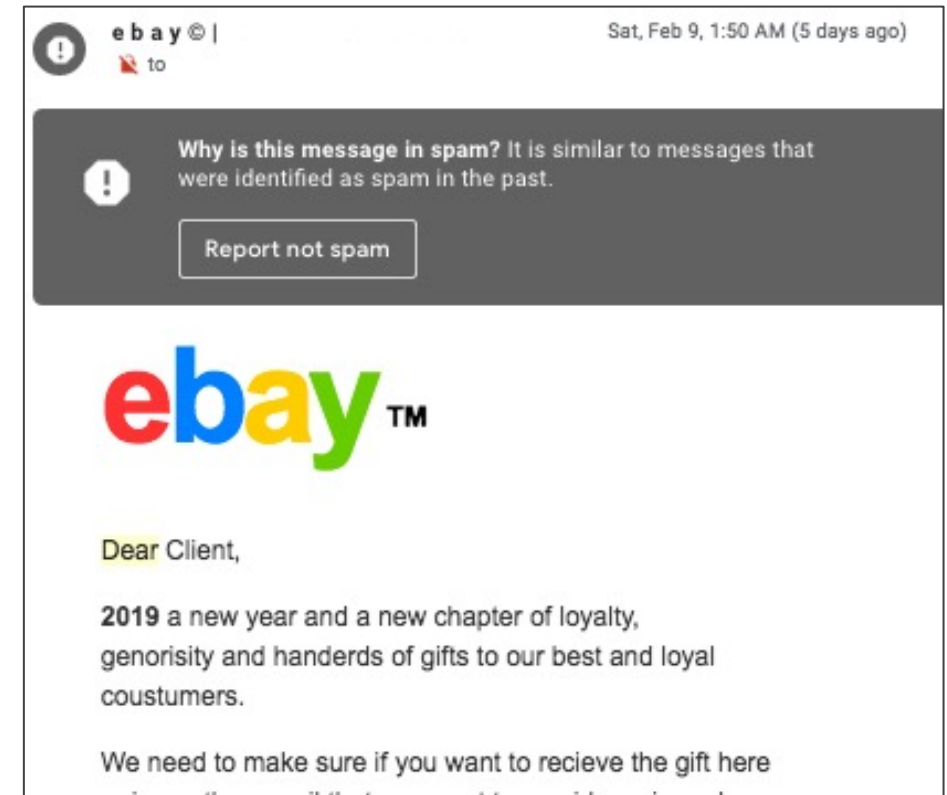 e b a y © |
Sat, Feb 9, 1:50 AM (5 days ago)
to
Why is this message in spam? It is similar to messages that
were identified as spam in the past.
Report not spam
ebay™
Dear Client,
2019 a new year and a new chapter of loyalty,
genorisity and handerds of gifts to our best and loyal
coustumers.
We need to make sure if you want to recieve the gift here